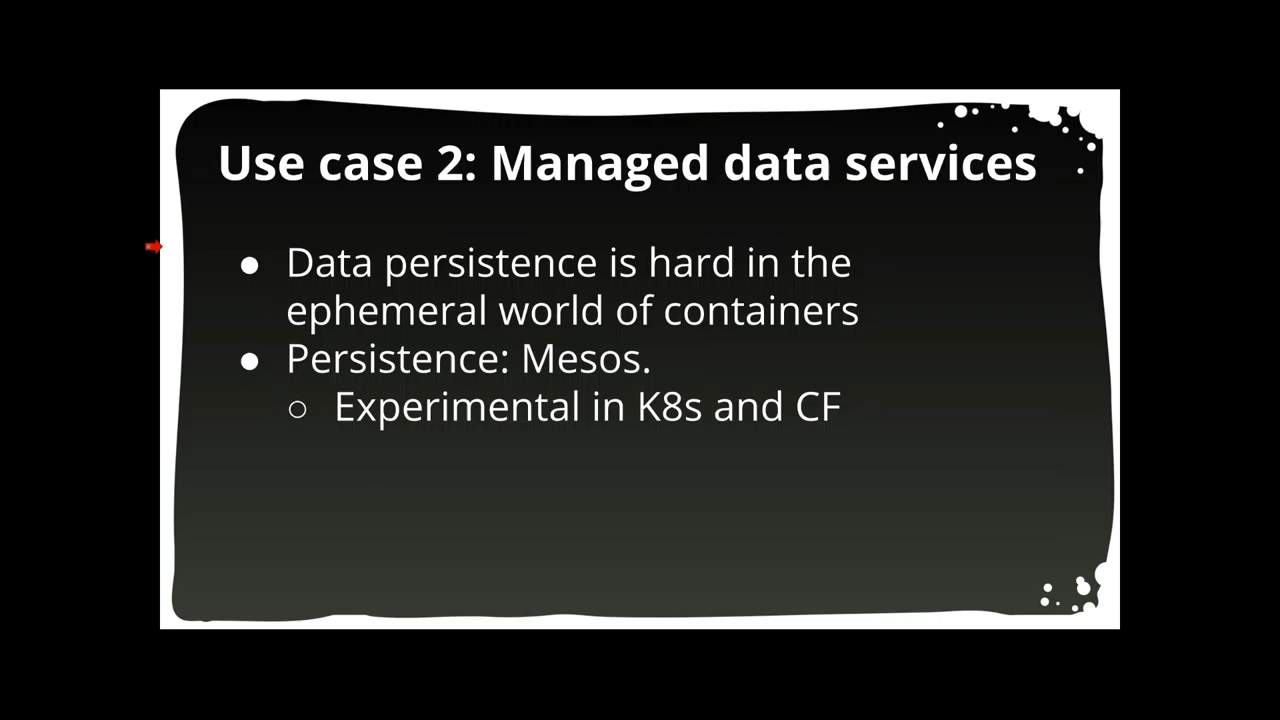 Use case 2: Managed data services
● Data persistence is hard in the
ephemeral world of containers
● Persistence: Mesos.
○ Experimental in K8s and CF